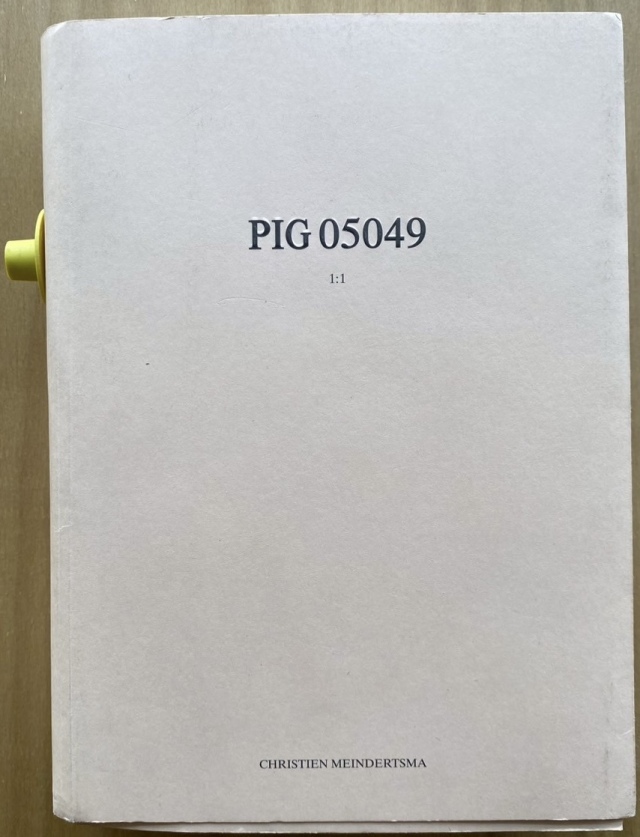 PIG 05049
1:1
CHRISTIEN MEINDERTSMA